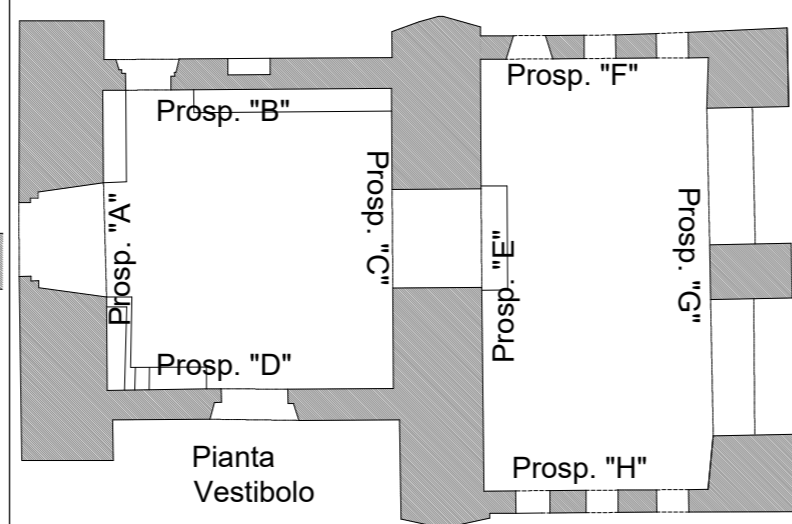 Prosp. "F"
Prosp. "B"
Prosp. "A"
Prosp. "C"
Prosp. "E"
Prosp. "G"
Prosp. "D"
Prosp. "H"
Pianta
Vestibolo